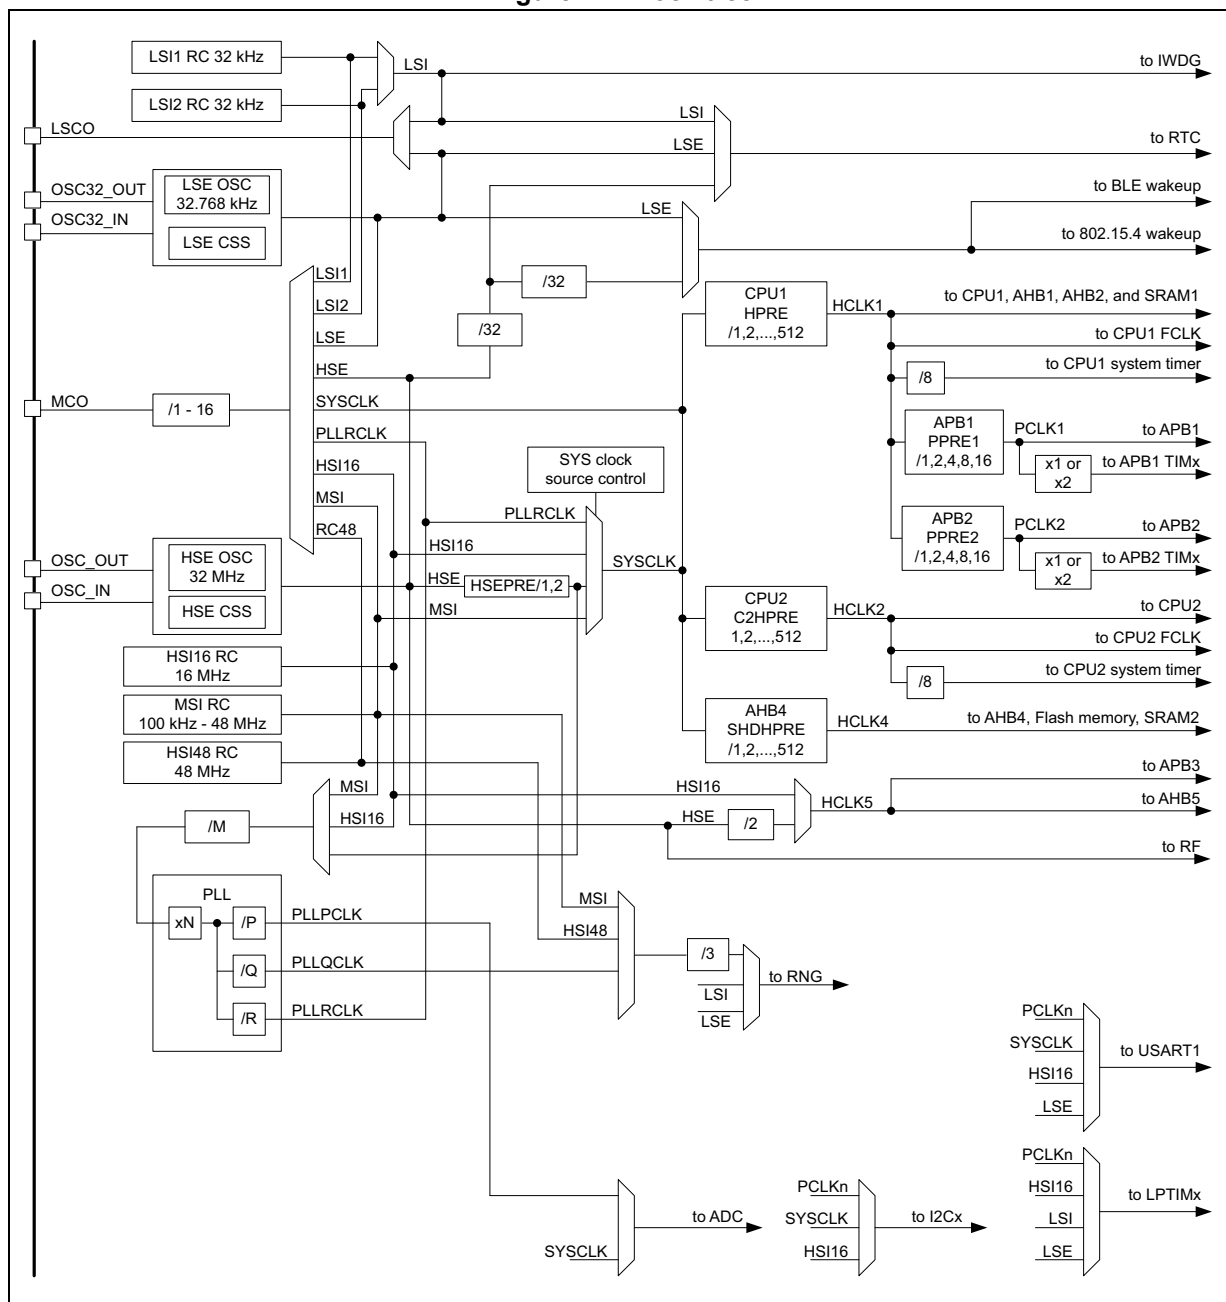 LSI1 RC 32 kHz
LSI
to IWDG
LSI2 RC 32 kHz
LSCO
LSI
LSE
to RTC
OSC32_OUT
LSE OSC
32.768 kHz
to BLE wakeup
OSC32_IN
LSE CSS
LSE
to 802.15.4 wakeup
LSI1
/32
CPU1
HPRE
/1,2,...,512
HCLK1
to CPU1, AHB1, AHB2, and SRAM1
LSI2
/32
LSE
to CPU1 FCLK
HSE
/8
to CPU1 system timer
MCO
/1 - 16
SYSCLK
APB1
PPRE1
/1,2,4,8,16
PCLK1
to APB1
x1 or
x2
to APB1 TIMx
PLLRCLK
HSI16
SYS clock
source control
MSI
PLLRCLK
APB2
PPRE2
/1,2,4,8,16
PCLK2
to APB2
x1 or
x2
to APB2 TIMx
RC48
HSI16
OSC_OUT
HSE OSC
32 MHz
SYSCLK
OSC_IN
HSE CSS
HSE
HSEPRE/1,2
MSI
CPU2
C2HPRE
1,2,...,512
HCLK2
to CPU2
to CPU2 FCLK
HSI16 RC
16 MHz
/8
to CPU2 system timer
MSI RC
100 kHz - 48 MHz
AHB4
SHDHPRE
/1,2,...,512
HCLK4
to AHB4, Flash memory, SRAM2
HSI48 RC
48 MHz
to APB3
MSI
HSI16
HCLK5
to AHB5
/M
HSI16
HSE
/2
to RF
PLL
xN
/P
PLLPCLK
MSI
HSI48
/Q
PLLQCLK
/3
to RNG
LSI
LSE
/R
PLLRCLK
PCLKn
SYSCLK
to USART1
HSI16
LSE
PCLKn
HSI16
to LPTIMx
LSI
LSE
to ADC
SYSCLK
PCLKn
SYSCLK
to I2Cx
HSI16